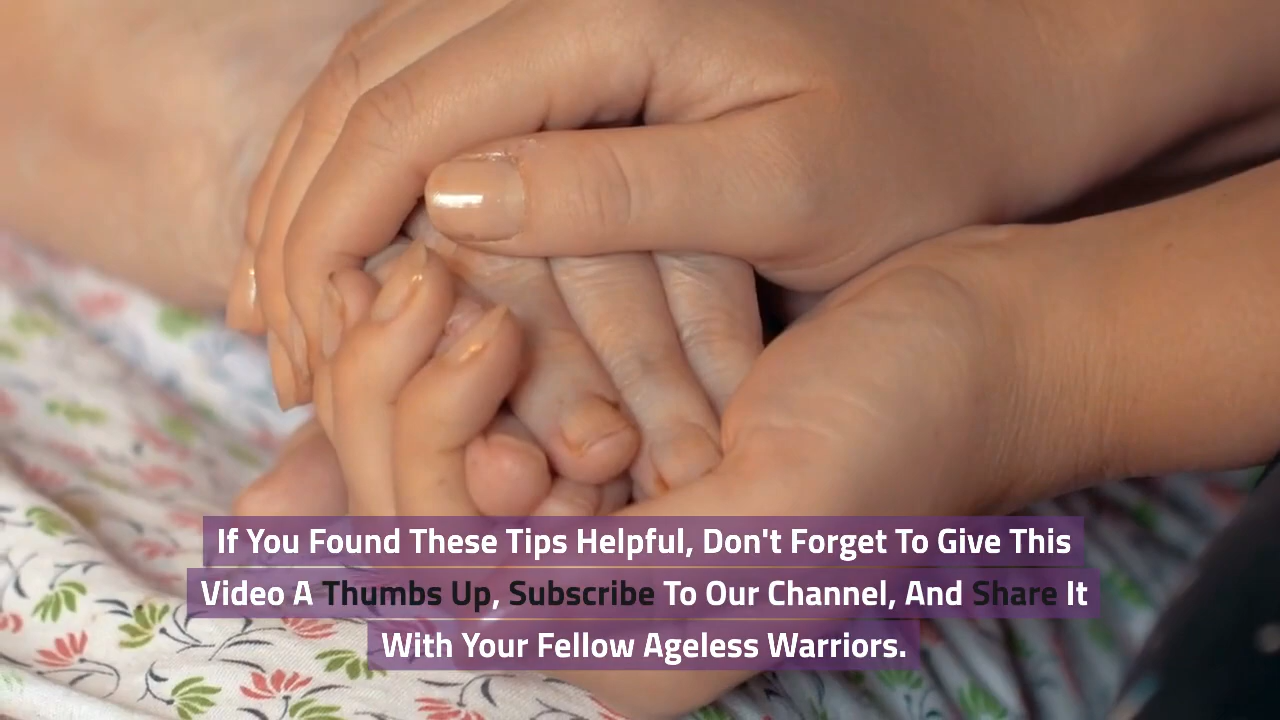 If You Found These Tips Helpful, Don't Forget To Give This
Video A Thumbs Up, Subscribe To Our Channel, And Share It
With Your Fellow Ageless Warriors.